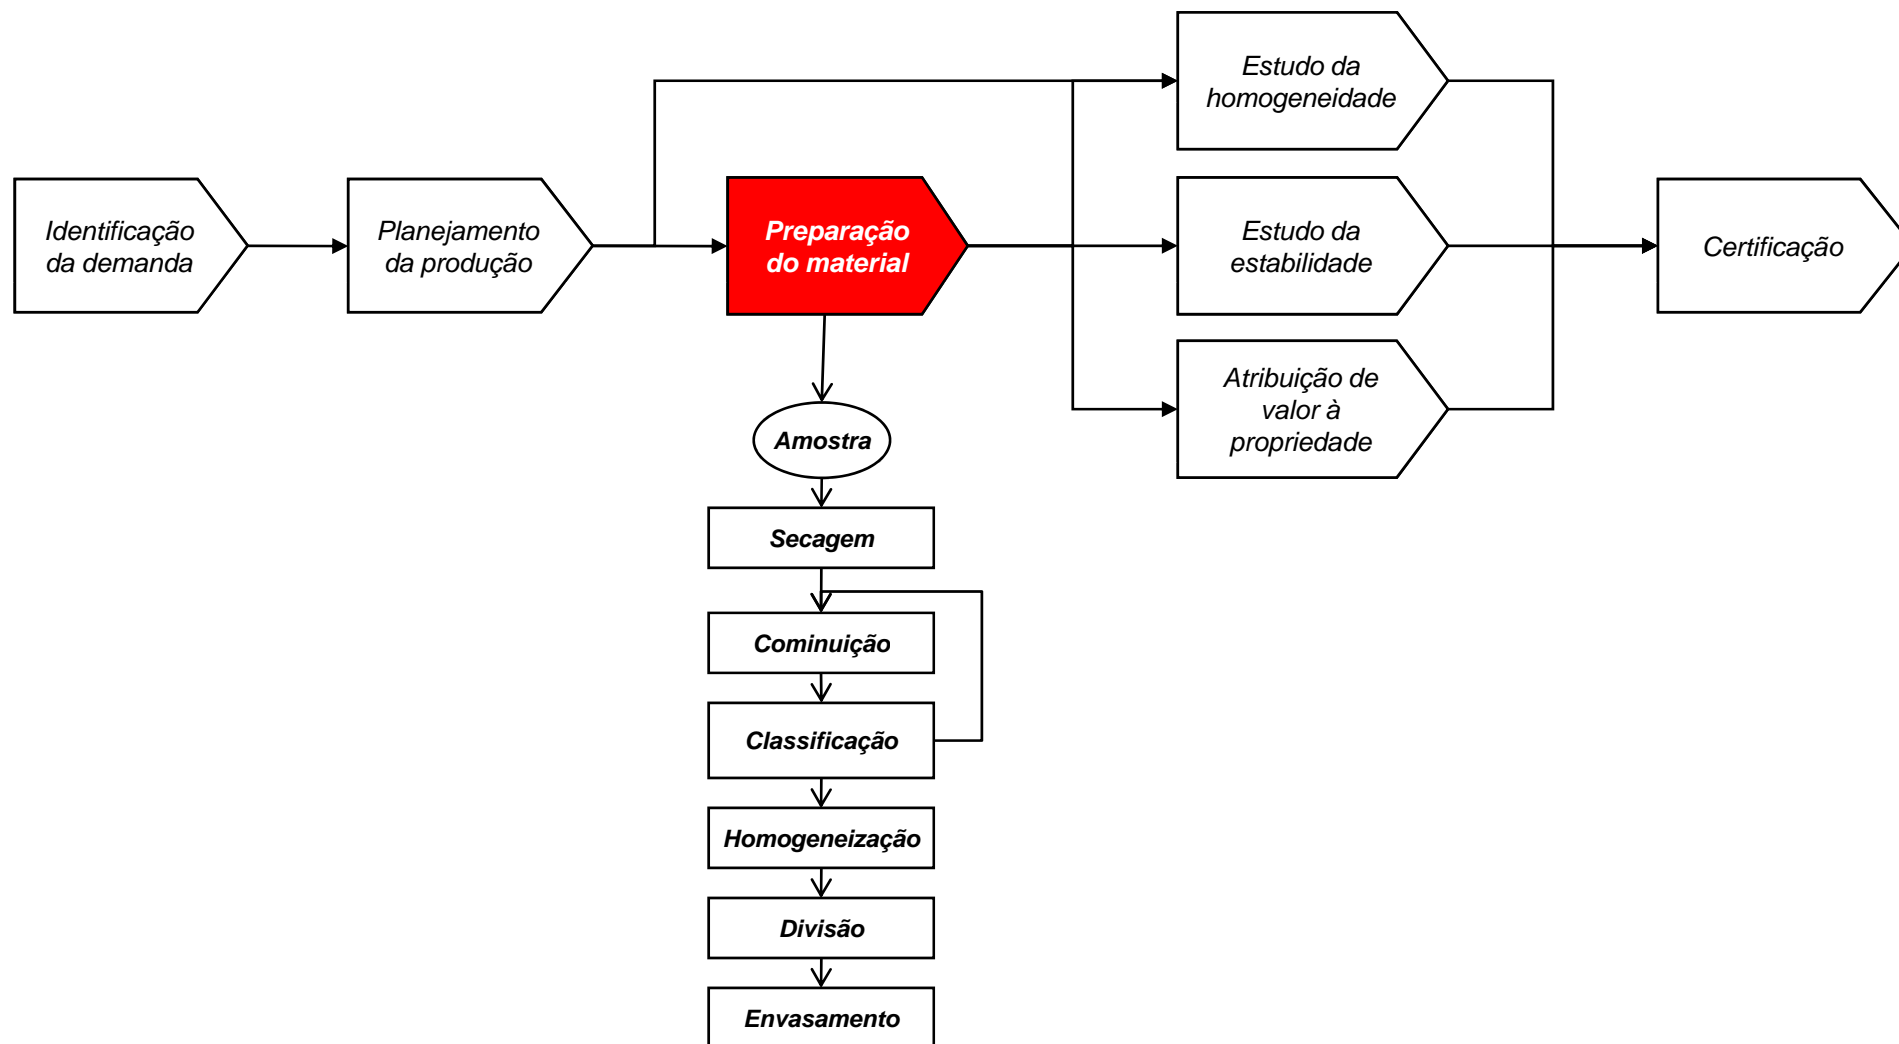 Identificação
da demanda
Planejamento
da produção
Preparação
do material
Estudo da
homogeneidade
Estudo da
estabilidade
Atribuição de
valor à
propriedade
Certificação
Amostra
Secagem
Cominuição
Classificação
Homogeneização
Divisão
Envasamento